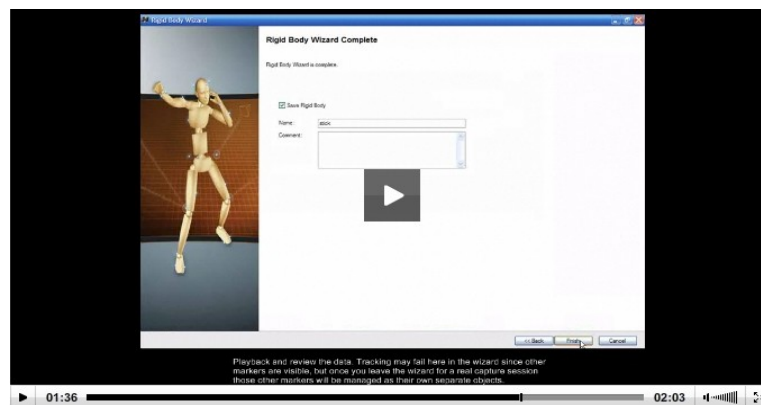 Rigid Body Wizard
Rigid Body Wizard Complete
Rigid Body Wizard is complete.
Save Rigid Body
Name: stick
Comment:
<< Back Finish Cancel
Playback and review the data. Tracking may fail here in the wizard since other
markers are visible, but once you leave the wizard for a real capture session
those other markers will be managed as their own separate objects.
01:36 02:03